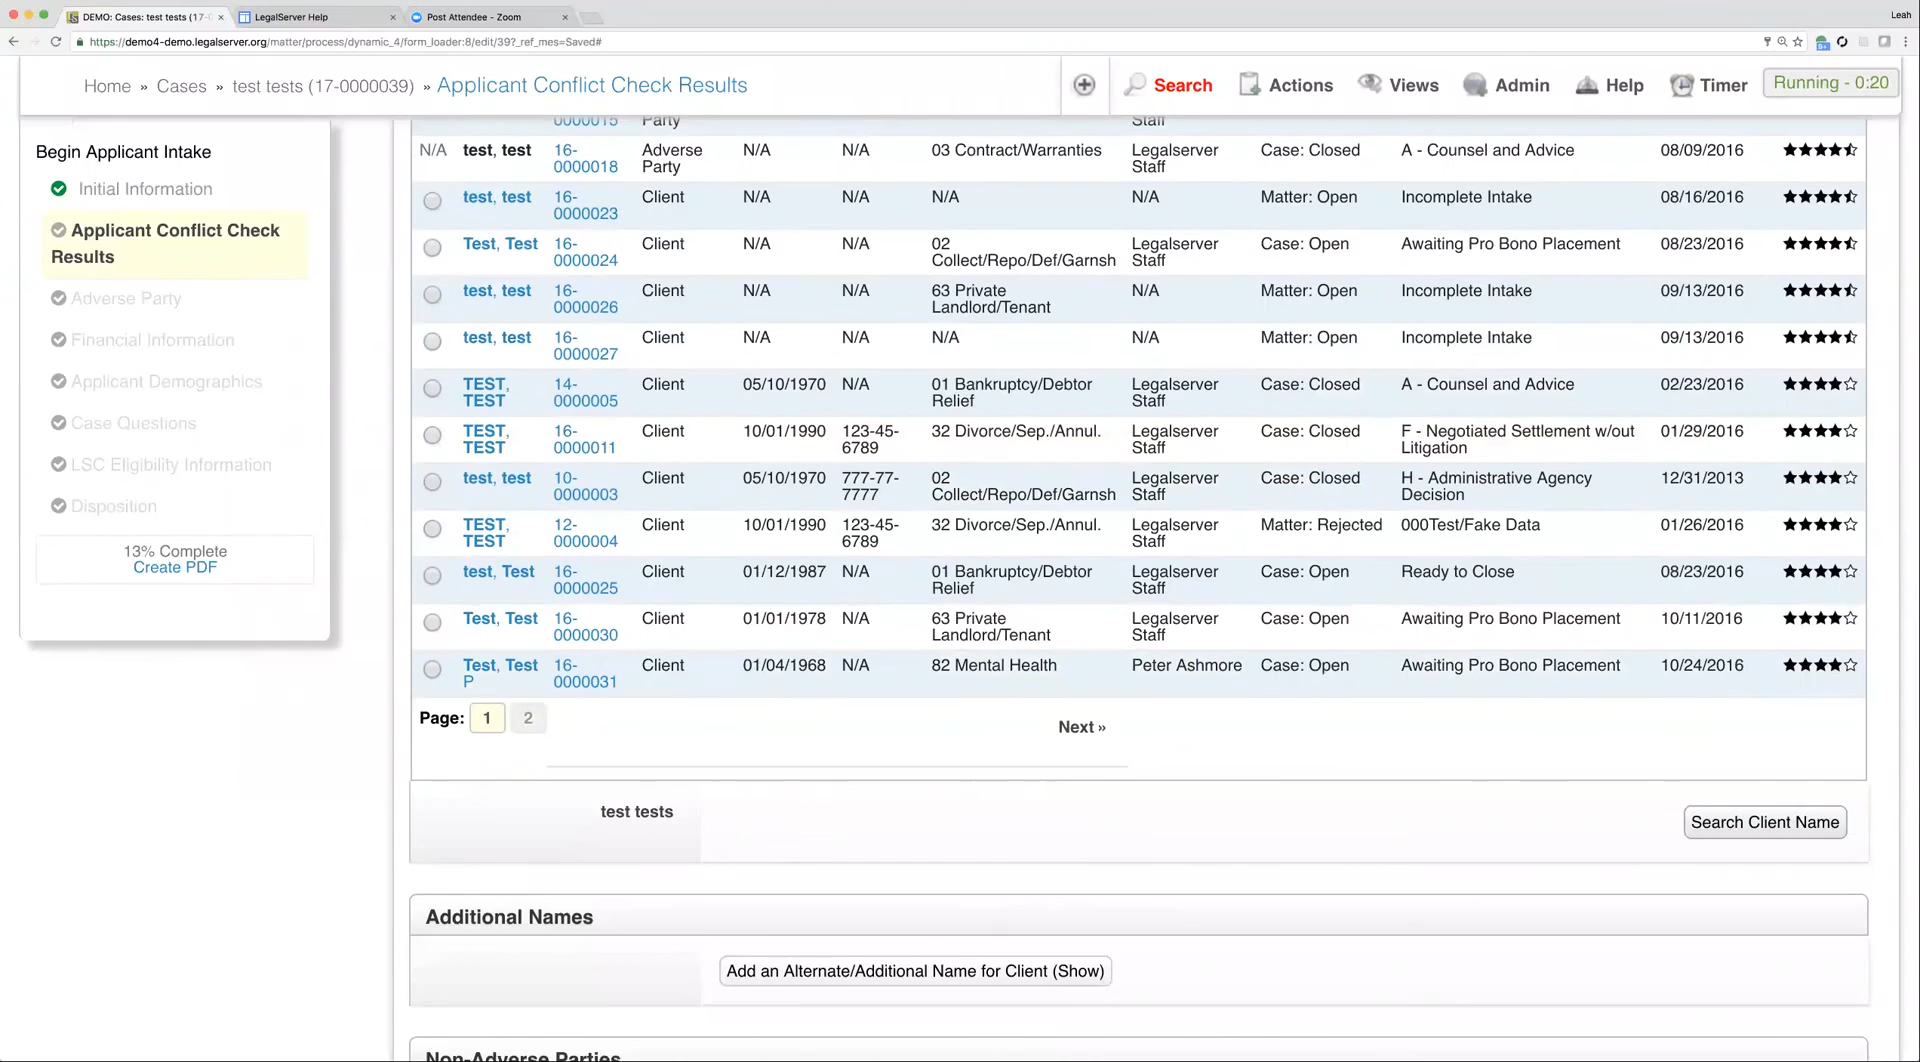 DEMO: Cases: test tests (17-0
LegalServer Help
Post Attendee - Zoom
Leah
https://demo4-demo.legalserver.org/matter/process/dynamic_4/form_loader:8/edit/39?_ref_mes=Saved#
Home » Cases » test tests (17-0000039) » Applicant Conflict Check Results
Search Actions Views Admin Help Timer Running - 0:20
Begin Applicant Intake
Initial Information
Applicant Conflict Check
Results
Adverse Party
Financial Information
Applicant Demographics
Case Questions
LSC Eligibility Information
Disposition
13% Complete
Create PDF
0000015 Party Staff
N/A test, test 16- Adverse N/A N/A 03 Contract/Warranties Legalserver Case: Closed A - Counsel and Advice 08/09/2016
0000018 Party Staff
test, test 16- Client N/A N/A N/A N/A Matter: Open Incomplete Intake 08/16/2016
0000023
Test, Test 16- Client N/A N/A 02 Legalserver Case: Open Awaiting Pro Bono Placement 08/23/2016
0000024 Collect/Repo/Def/Garnsh Staff
test, test 16- Client N/A N/A 63 Private N/A Matter: Open Incomplete Intake 09/13/2016
0000026 Landlord/Tenant
test, test 16- Client N/A N/A N/A N/A Matter: Open Incomplete Intake 09/13/2016
0000027
TEST, 14- Client 05/10/1970 N/A 01 Bankruptcy/Debtor Legalserver Case: Closed A - Counsel and Advice 02/23/2016
TEST 0000005 Relief Staff
TEST, 16- Client 10/01/1990 123-45- 32 Divorce/Sep./Annul. Legalserver Case: Closed F - Negotiated Settlement w/out 01/29/2016
TEST 0000011 6789 Staff Litigation
test, test 10- Client 05/10/1970 777-77- 02 Legalserver Case: Closed H - Administrative Agency 12/31/2013
0000003 7777 Collect/Repo/Def/Garnsh Staff Decision
TEST, 12- Client 10/01/1990 123-45- 32 Divorce/Sep./Annul. Legalserver Matter: Rejected 000Test/Fake Data 01/26/2016
TEST 0000004 6789 Staff
test, Test 16- Client 01/12/1987 N/A 01 Bankruptcy/Debtor Legalserver Case: Open Ready to Close 08/23/2016
0000025 Relief Staff
Test, Test 16- Client 01/01/1978 N/A 63 Private Legalserver Case: Open Awaiting Pro Bono Placement 10/11/2016
0000030 Landlord/Tenant Staff
Test, Test 16- Client 01/04/1968 N/A 82 Mental Health Peter Ashmore Case: Open Awaiting Pro Bono Placement 10/24/2016
P 0000031
Page: 1 2
Next »
test tests
Search Client Name
Additional Names
Add an Alternate/Additional Name for Client (Show)
Non-Adverse Parties